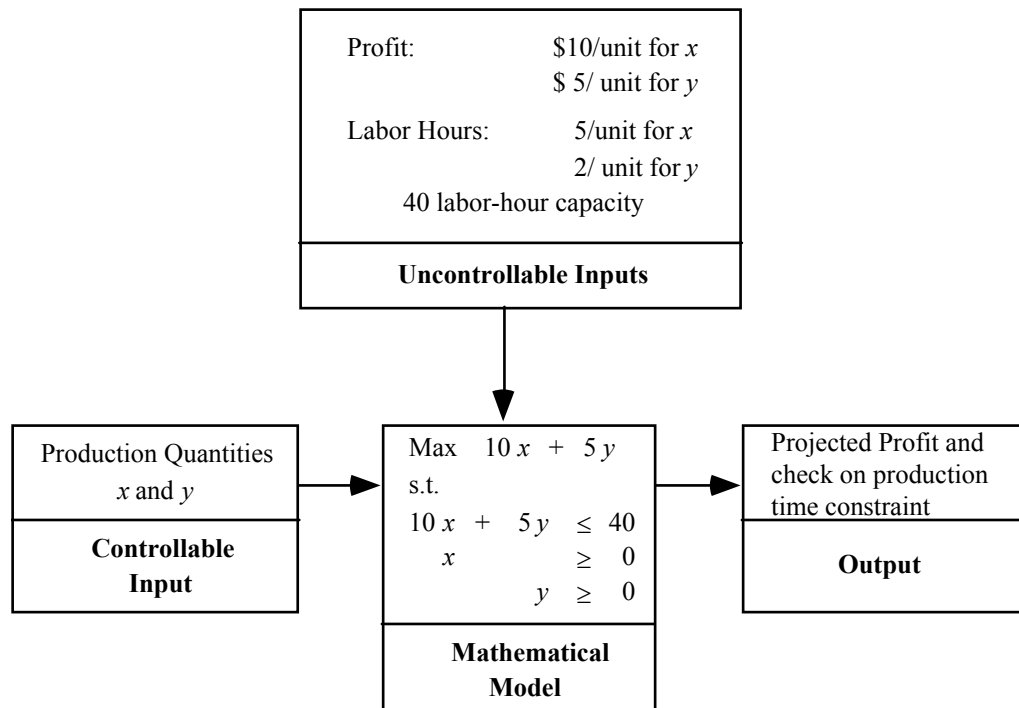 Profit: $10/unit for x
$ 5/ unit for y
Labor Hours: 5/unit for x
2/ unit for y
40 labor-hour capacity
Uncontrollable Inputs
Production Quantities
x and y
Controllable
Input
Max 10 x + 5 y
s.t.
10 x + 5 y ≤ 40
x ≥ 0
y ≥ 0
Mathematical
Model
Projected Profit and
check on production
time constraint
Output